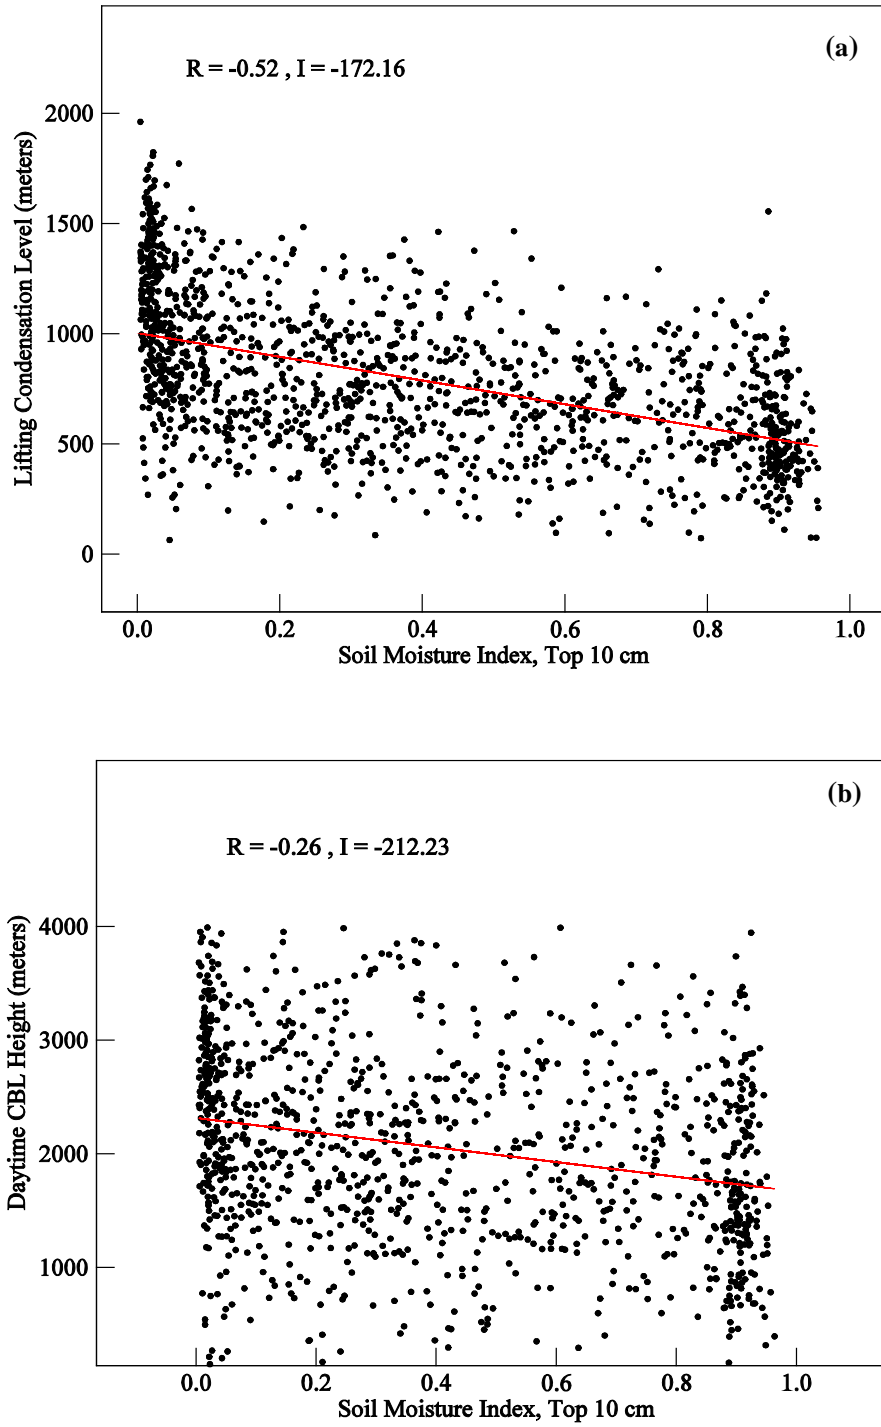 (a)
R = -0.52 , I = -172.16
Lifting Condensation Level (meters)
2000
1500
1000
500
0
0.0 0.2 0.4 0.6 0.8 1.0
Soil Moisture Index, Top 10 cm
(b)
R = -0.26 , I = -212.23
Daytime CBL Height (meters)
4000
3000
2000
1000
0.0 0.2 0.4 0.6 0.8 1.0
Soil Moisture Index, Top 10 cm